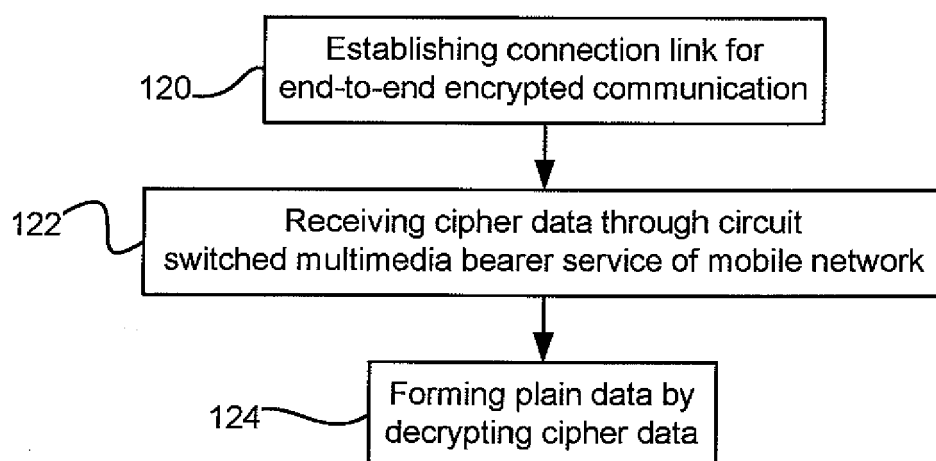 Establishing connection link for
120 end-to-end encrypted communication
122 Receiving cipher data through circuit
switched multimedia bearer service of mobile network
Forming plain data by
124 decrypting cipher data